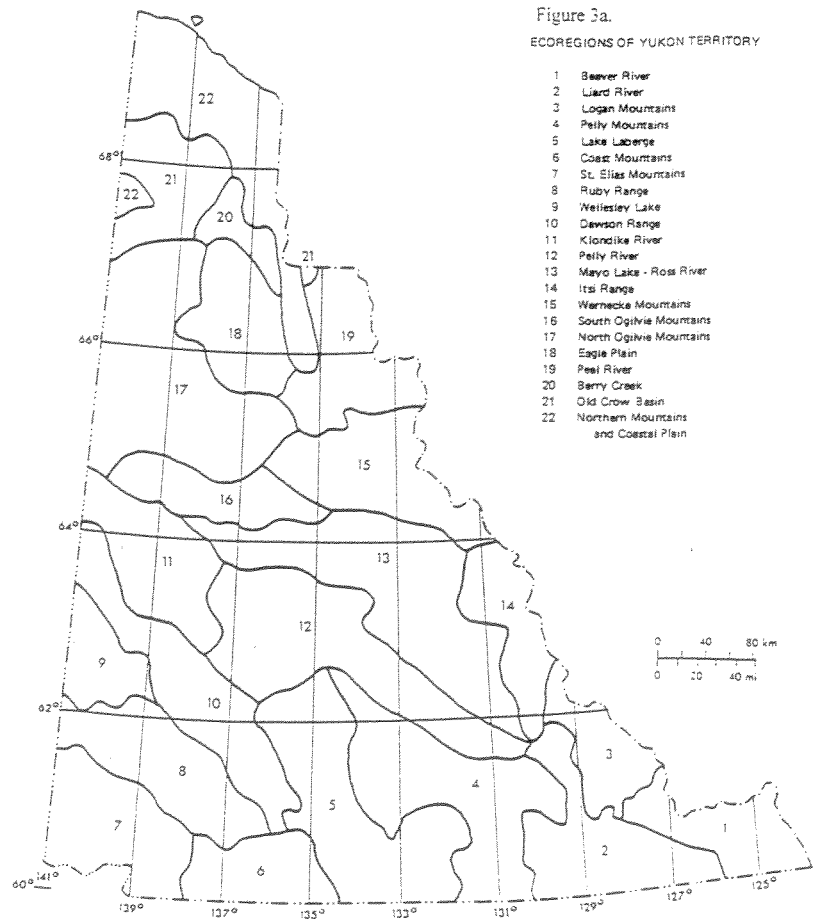 Figure 3a.
ECOREGIONS OF YUKON TERRITORY
1 Beaver River
2 Liard River
3 Logan Mountains
4 Pelly Mountains
5 Lake Laberge
6 Coast Mountains
7 St. Elias Mountains
8 Ruby Range
9 Wellesley Lake
10 Dawson Range
11 Klondike River
12 Pelly River
13 Mayo Lake - Ross River
14 Itsi Range
15 Wernecke Mountains
16 South Ogilvie Mountains
17 North Ogilvie Mountains
18 Eagle Plain
19 Peel River
20 Berry Creek
21 Old Crow Basin
22 Northern Mountains
and Coastal Plain
22
68°
21
22
20
21
18
19
66°
17
15
16
64°
11
13
14
12
0 40 80 km
0 20 40 mi
9
10
62°
3
8
4
5
7
1
2
6
60°
141°
139° 137° 135° 133° 131° 129° 127° 125°